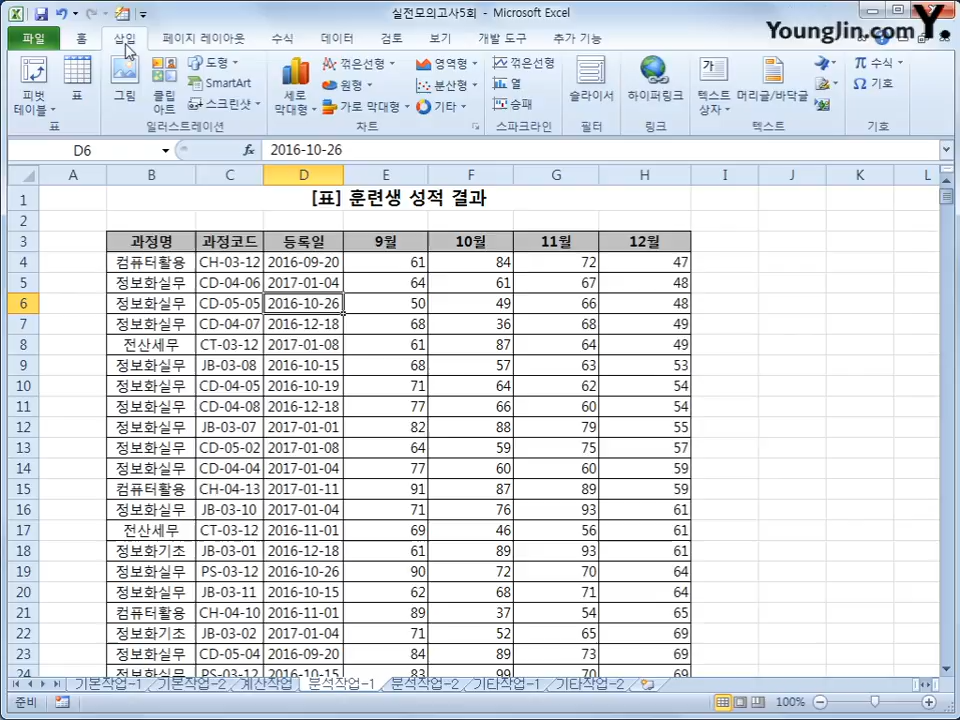 실전모의고사5회 - Microsoft Excel
YoungJin.com Y.
파일 홈 삽입 페이지 레이아웃 수식 데이터 검토 보기 개발 도구 추가 기능
피벗 테이블 표 그림 클립 아트 도형 SmartArt 스크린샷 세로 막대형 꺾은선형 원형 가로 막대형 영역형 분산형 기타 꺾은선형 열 승패 슬라이서 하이퍼링크 텍스트 상자 머리글/바닥글 수식 기호
표 일러스트레이션 차트 스파크라인 필터 링크 텍스트 기호
D6 fx 2016-10-26
A B C D E F G H I J K L
1 [표] 훈련생 성적 결과
2
3 과정명 과정코드 등록일 9월 10월 11월 12월
4 컴퓨터활용 CH-03-12 2016-09-20 61 84 72 47
5 정보화실무 CD-04-06 2017-01-04 64 61 67 48
6 정보화실무 CD-05-05 2016-10-26 50 49 66 48
7 정보화실무 CD-04-07 2016-12-18 68 36 68 49
8 전산세무 CT-03-12 2017-01-08 61 87 64 49
9 정보화실무 JB-03-08 2016-10-15 68 57 63 53
10 정보화실무 CD-04-05 2016-10-19 71 64 62 54
11 정보화실무 CD-04-08 2016-12-18 77 66 60 54
12 정보화실무 JB-03-07 2017-01-01 82 88 79 55
13 정보화실무 CD-05-02 2017-01-08 64 59 75 57
14 정보화실무 CD-04-04 2017-01-04 77 60 60 59
15 컴퓨터활용 CH-04-13 2017-01-11 91 87 89 59
16 정보화실무 JB-03-10 2017-01-04 71 76 93 61
17 전산세무 CT-03-12 2016-11-01 69 46 56 61
18 정보화기초 JB-03-01 2016-12-18 61 89 93 61
19 정보화실무 PS-03-12 2016-10-26 90 72 70 64
20 정보화실무 JB-03-11 2016-10-15 62 68 71 64
21 컴퓨터활용 CH-04-10 2016-11-01 89 37 54 65
22 정보화기초 JB-03-02 2017-01-04 71 52 65 69
23 정보화실무 CD-05-04 2016-09-20 84 89 73 69
24 정보화실무 PS-03-12 2016-10-15 83 99 70 69
기본작업-1 기본작업-2 계산작업 분석작업-1 분석작업-2 기타작업-1 기타작업-2
준비 100%